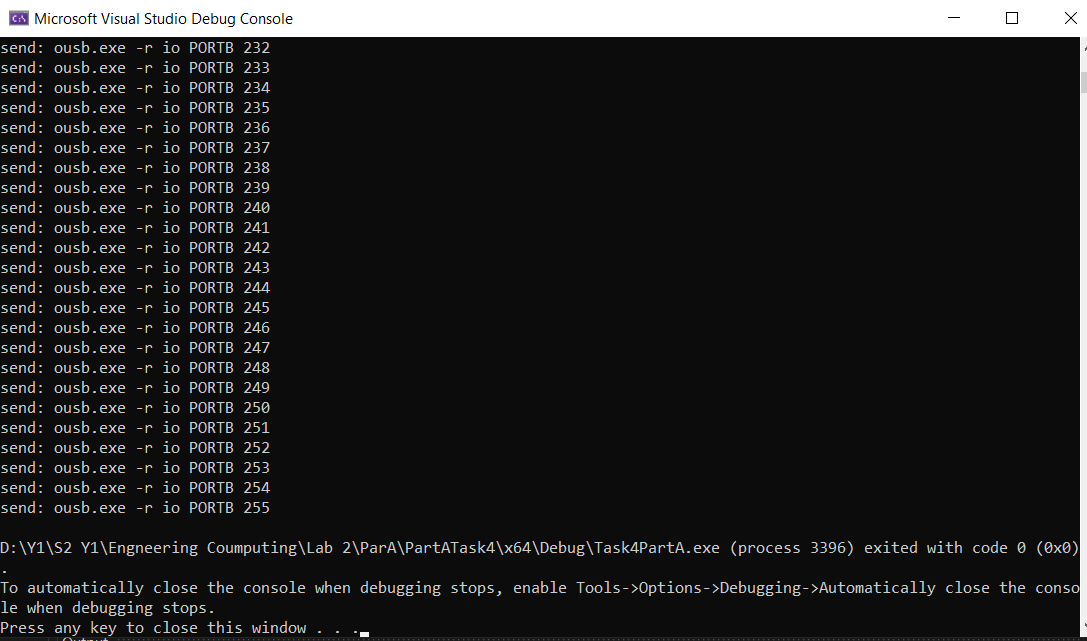 Microsoft Visual Studio Debug Console
send: ousb.exe -r io PORTB 232
send: ousb.exe -r io PORTB 233
send: ousb.exe -r io PORTB 234
send: ousb.exe -r io PORTB 235
send: ousb.exe -r io PORTB 236
send: ousb.exe -r io PORTB 237
send: ousb.exe -r io PORTB 238
send: ousb.exe -r io PORTB 239
send: ousb.exe -r io PORTB 240
send: ousb.exe -r io PORTB 241
send: ousb.exe -r io PORTB 242
send: ousb.exe -r io PORTB 243
send: ousb.exe -r io PORTB 244
send: ousb.exe -r io PORTB 245
send: ousb.exe -r io PORTB 246
send: ousb.exe -r io PORTB 247
send: ousb.exe -r io PORTB 248
send: ousb.exe -r io PORTB 249
send: ousb.exe -r io PORTB 250
send: ousb.exe -r io PORTB 251
send: ousb.exe -r io PORTB 252
send: ousb.exe -r io PORTB 253
send: ousb.exe -r io PORTB 254
send: ousb.exe -r io PORTB 255
D:\Y1\S2 Y1\Engneering Coumputing\Lab 2\ParA\PartATask4\x64\Debug\Task4PartA.exe (process 3396) exited with code 0 (0x0)
.
To automatically close the console when debugging stops, enable Tools->Options->Debugging->Automatically close the conso
le when debugging stops.
Press any key to close this window . . .